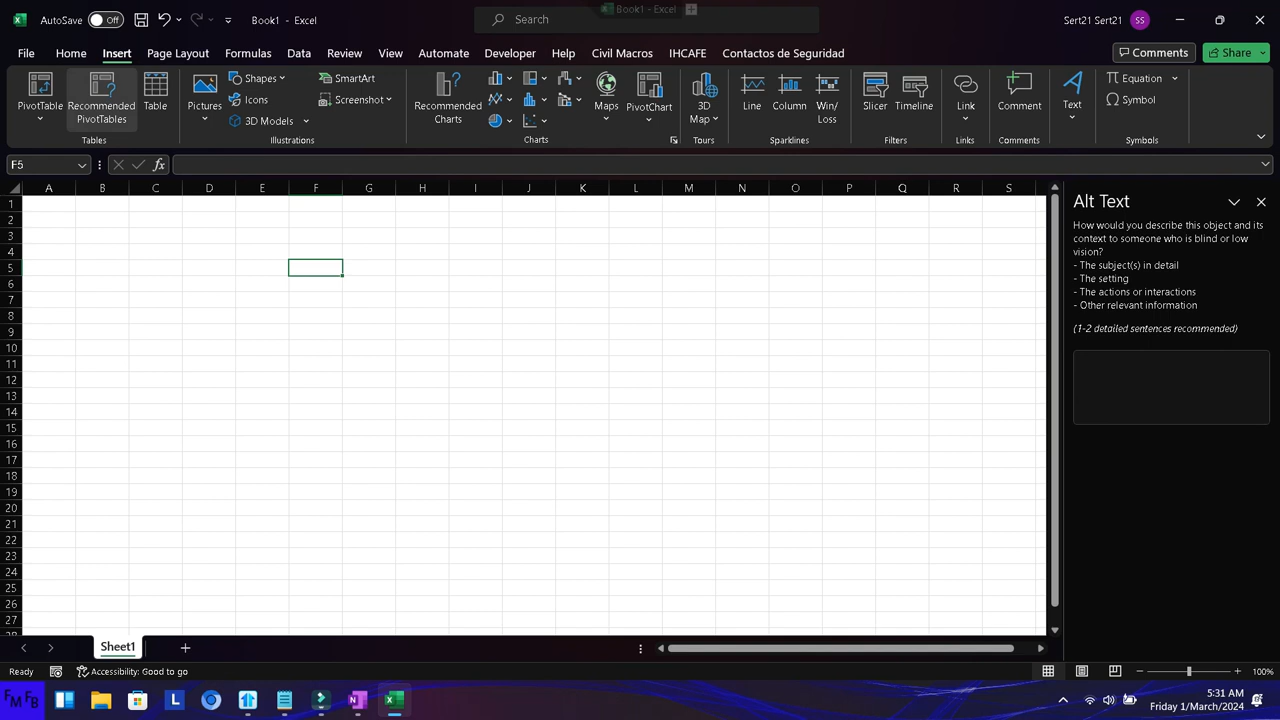 Book1 - Excel
AutoSave Off Book1 - Excel Search Sert21 Sert21 SS
File Home Insert Page Layout Formulas Data Review View Automate Developer Help Civil Macros IHCAFE Contactos de Seguridad Comments Share
PivotTable
Recommended
PivotTables
Table
Tables
Pictures
Shapes
Icons
3D Models
SmartArt
Screenshot
Illustrations
Recommended
Charts
Maps
PivotChart
Charts
3D
Map
Tours
Line
Column
Win/
Loss
Sparklines
Slicer
Timeline
Filters
Link
Links
Comment
Comments
Text
Equation
Symbol
Symbols
F5 fx
A B C D E F G H I J K L M N O P Q R S
1
2
3
4
5
6
7
8
9
10
11
12
13
14
15
16
17
18
19
20
21
22
23
24
25
26
27
28
Alt Text
How would you describe this object and its
context to someone who is blind or low
vision?
- The subject(s) in detail
- The setting
- The actions or interactions
- Other relevant information
(1-2 detailed sentences recommended)
Sheet1
Ready Accessibility: Good to go 100%
FM FB L N 5:31 AM
Friday 1/March/2024